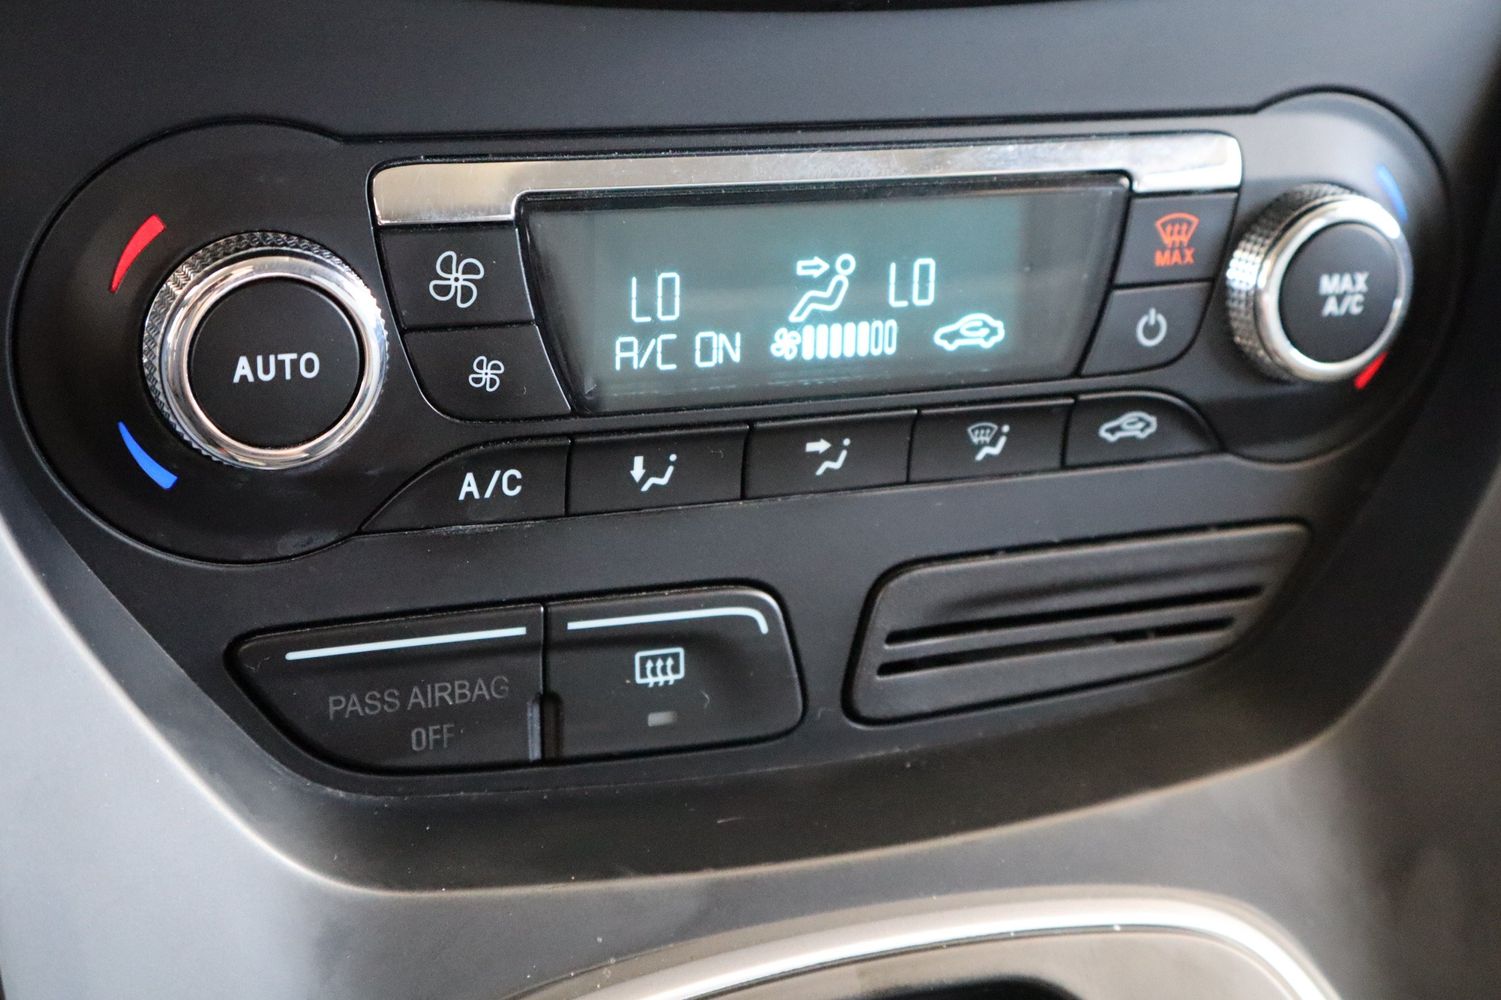 LO LO
A/C ON
MAX
MAX
A/C
AUTO
A/C
PASS AIRBAG
OFF